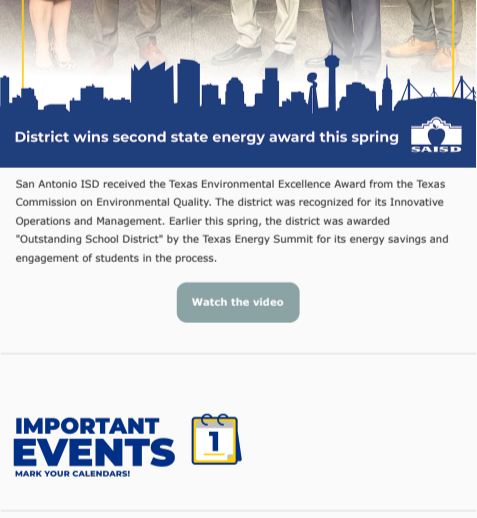 District wins second state energy award this spring
SAISD
San Antonio ISD received the Texas Environmental Excellence Award from the Texas
Commission on Environmental Quality. The district was recognized for its Innovative
Operations and Management. Earlier this spring, the district was awarded
"Outstanding School District" by the Texas Energy Summit for its energy savings and
engagement of students in the process.
Watch the video
IMPORTANT
EVENTS
MARK YOUR CALENDARS!
1